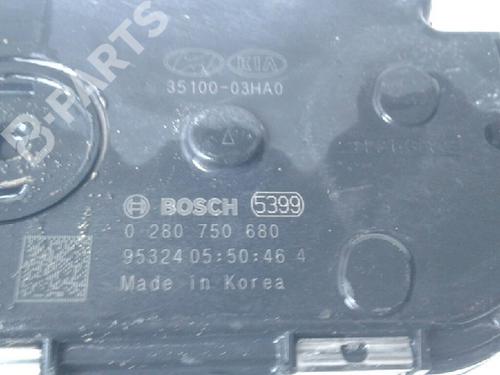 B-PARTS
KIA
35100-03HA0
BOSCH 5399
0 280 750 680
95324 05:50:46 4
Made in Korea